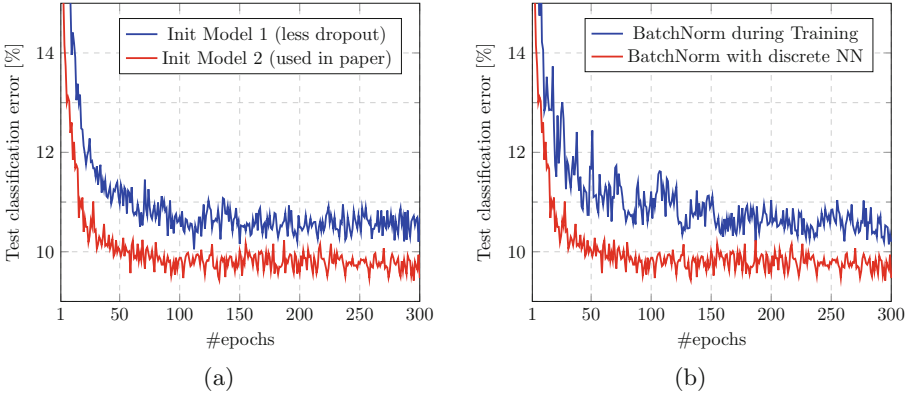 Init Model 1 (less dropout)
Init Model 2 (used in paper)
Test classification error [%]
14
12
10
1
50
100
150
200
250
300
#epochs
(a)
BatchNorm during Training
BatchNorm with discrete NN
Test classification error [%]
14
12
10
1
50
100
150
200
250
300
#epochs
(b)